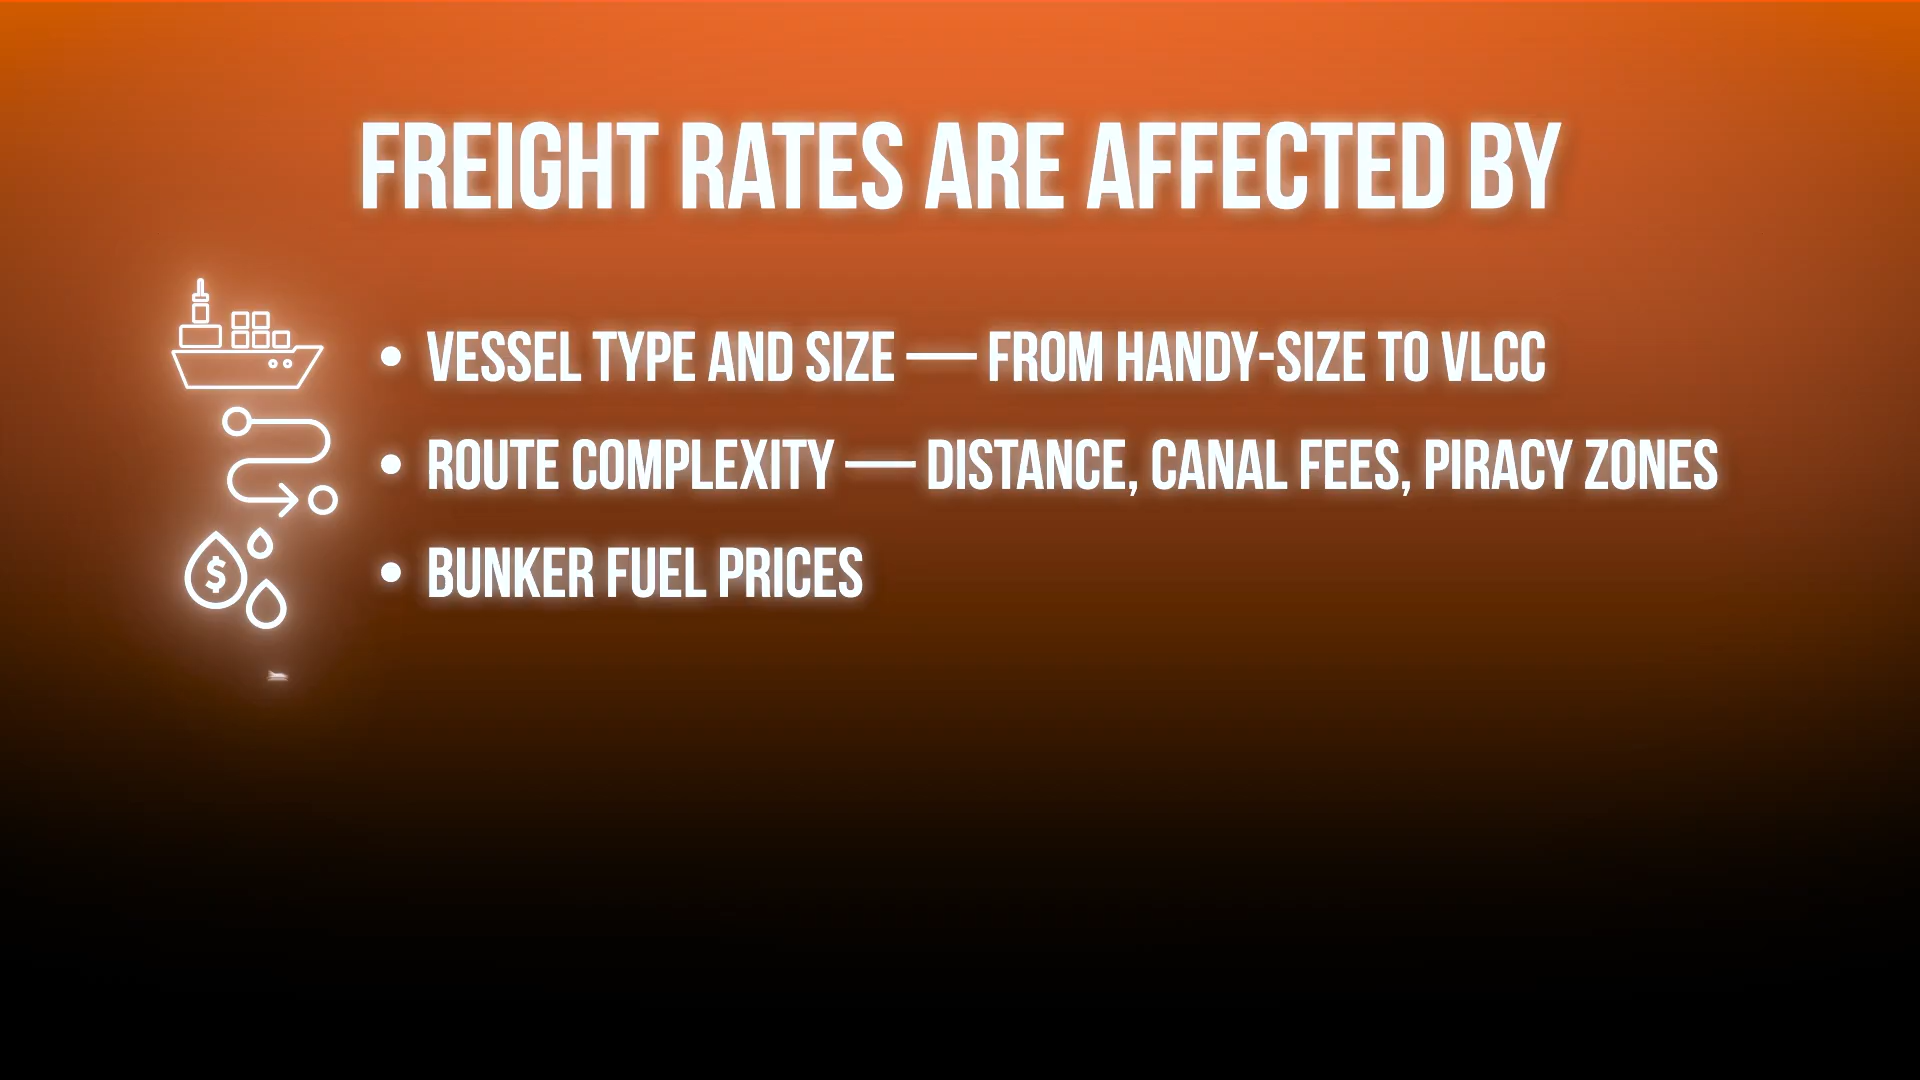 FREIGHT RATES ARE AFFECTED BY
• VESSEL TYPE AND SIZE — FROM HANDY-SIZE TO VLCC
• ROUTE COMPLEXITY — DISTANCE, CANAL FEES, PIRACY ZONES
$ • BUNKER FUEL PRICES